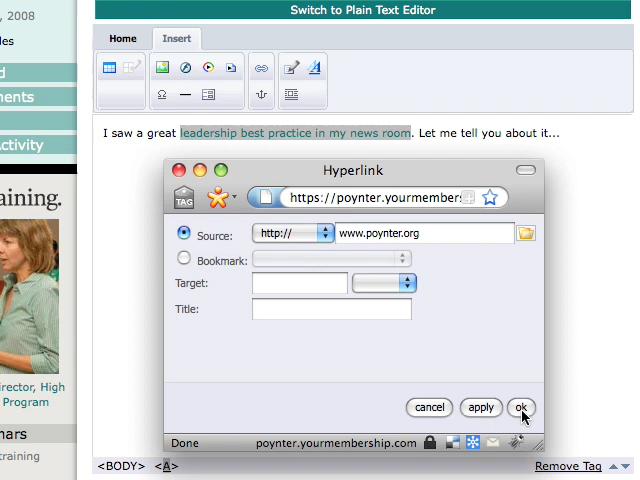 Switch to Plain Text Editor
, 2008
Home
Insert
I saw a great leadership best practice in my news room. Let me tell you about it...
Hyperlink
TAG
https://poynter.yourmembers
Source:
http://
www.poynter.org
Bookmark:
Target:
Title:
cancel
apply
ok
Done
poynter.yourmembership.com
<BODY> <A>
Remove Tag
les
d
ments
Activity
aining.
irector, High
Program
nars
training